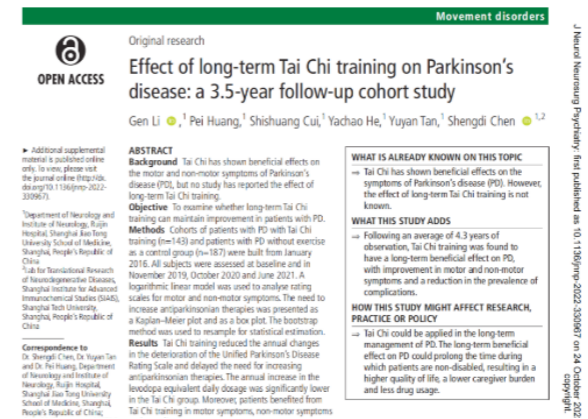 Movement disorders
OPEN ACCESS
Original research
Effect of long-term Tai Chi training on Parkinson's
disease: a 3.5-year follow-up cohort study
Gen Li ,1 Pei Huang,1 Shishuang Cui,1 Yachao He,1 Yuyan Tan,1 Shengdi Chen 1,2
► Additional supplemental
material is published online
only. To view, please visit
the journal online (http://dx.
doi.org/10.1136/jnnp-2022-
330967).
1Department of Neurology and
Institute of Neurology, Ruijin
Hospital, Shanghai Jiao Tong
University School of Medicine,
Shanghai, People's Republic of
China
2Lab for Translational Research
of Neurodegenerative Diseases,
Shanghai Institute for Advanced
Immunochemical Studies (SIAIS),
Shanghai Tech University,
Shanghai, People's Republic of
China
Correspondence to
Dr. Shengdi Chen, Dr. Yuyan Tan
and Dr. Pei Huang, Department
of Neurology and Institute of
Neurology, Ruijin Hospital,
Shanghai Jiao Tong University
School of Medicine, Shanghai,
People's Republic of China;
ABSTRACT
Background Tai Chi has shown beneficial effects on
the motor and non-motor symptoms of Parkinson's
disease (PD), but no study has reported the effect of
long-term Tai Chi training.
Objective To examine whether long-term Tai Chi
training can maintain improvement in patients with PD.
Methods Cohorts of patients with PD with Tai Chi
training (n=143) and patients with PD without exercise
as a control group (n=187) were built from January
2016. All subjects were assessed at baseline and in
November 2019, October 2020 and June 2021. A
logarithmic linear model was used to analyse rating
scales for motor and non-motor symptoms. The need to
increase antiparkinsonian therapies was presented as
a Kaplan–Meier plot and as a box plot. The bootstrap
method was used to resample for statistical estimation.
Results Tai Chi training reduced the annual changes
in the deterioration of the Unified Parkinson's Disease
Rating Scale and delayed the need for increasing
antiparkinsonian therapies. The annual increase in the
levodopa equivalent daily dosage was significantly lower
in the Tai Chi group. Moreover, patients benefited from
Tai Chi training in motor symptoms, non-motor symptoms
WHAT IS ALREADY KNOWN ON THIS TOPIC
⇒ Tai Chi has shown beneficial effects on the
symptoms of Parkinson's disease (PD). However,
the effect of long-term Tai Chi training is not
known.
WHAT THIS STUDY ADDS
⇒ Following an average of 4.3 years of
observation, Tai Chi training was found to
have a long-term beneficial effect on PD,
with improvement in motor and non-motor
symptoms and a reduction in the prevalence of
complications.
HOW THIS STUDY MIGHT AFFECT RESEARCH,
PRACTICE OR POLICY
⇒ Tai Chi could be applied in the long-term
management of PD. The long-term beneficial
effect on PD could prolong the time during
which patients are non-disabled, resulting in a
higher quality of life, a lower caregiver burden
and less drug usage.
J Neurol Neurosurg Psychiatry: first published as 10.1136/jnnp-2022-330967 on 24 October
copyright